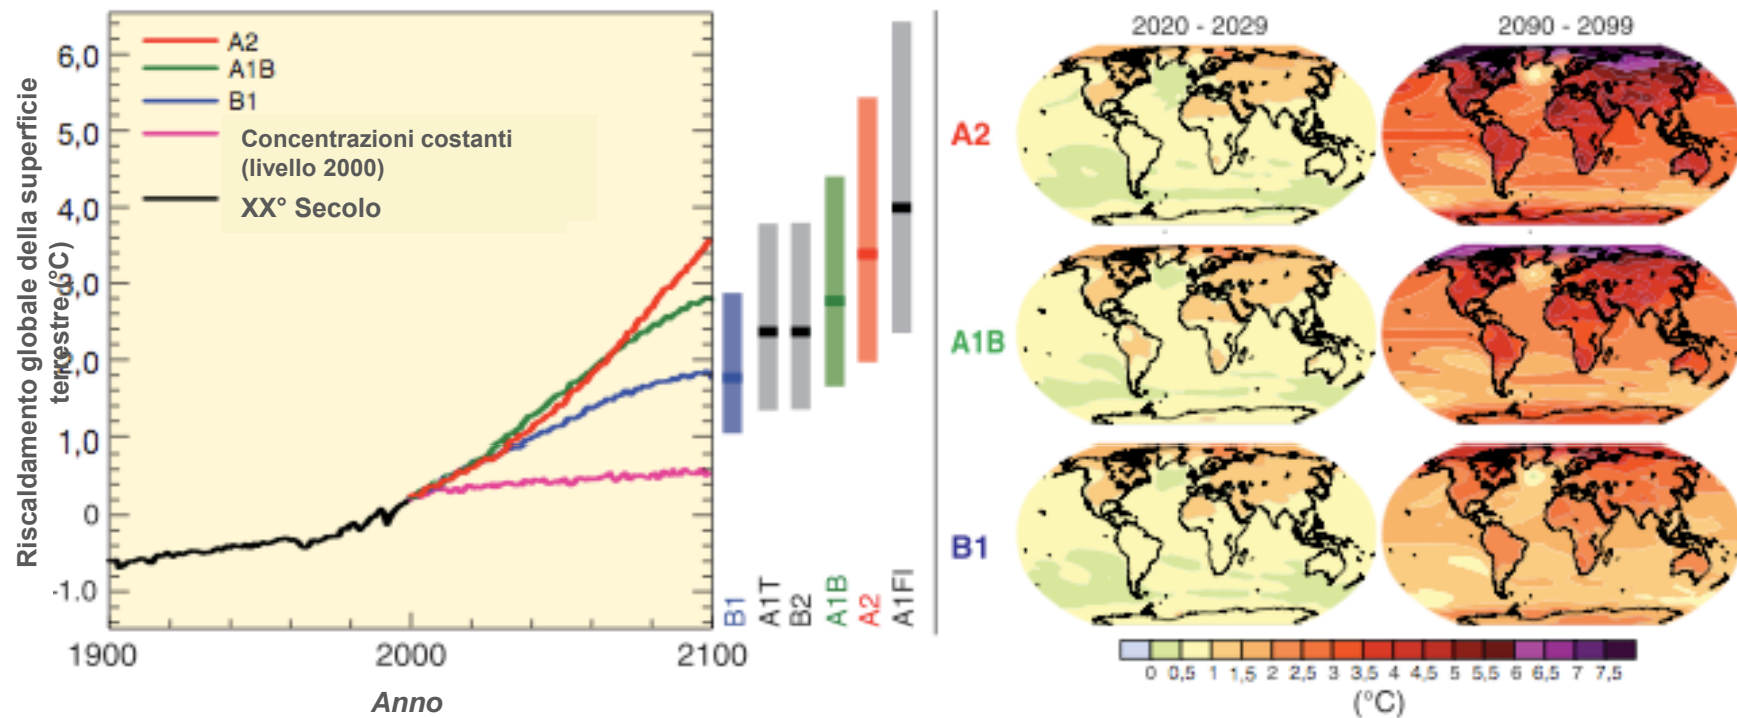 Riscaldamento globale della superficie
terrestre (°C)
6,0
5,0
4,0
3,0
2,0
1,0
0
-1.0
A2
A1B
B1
Concentrazioni costanti
(livello 2000)
XX° Secolo
1900
2000
2100
Anno
B1
A1T
B2
A1B
A2
A1FI
2020 - 2029
2090 - 2099
A2
A1B
B1
0 0,5 1 1,5 2 2,5 3 3,5 4 4,5 5 5,5 6 6,5 7 7,5
(°C)